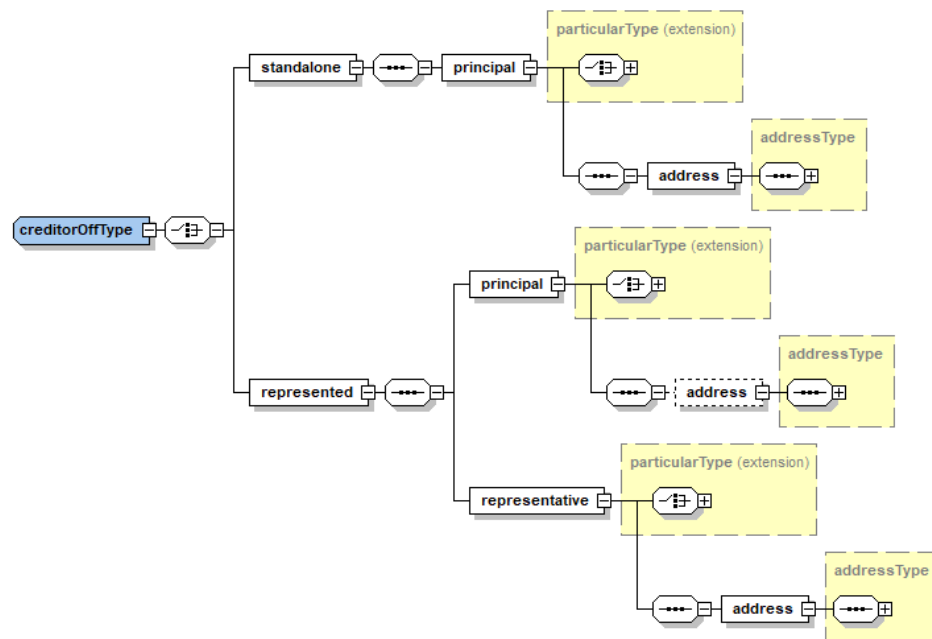 particularType (extension)
standalone
principal
addressType
address
creditorOffType
particularType (extension)
principal
addressType
represented
address
particularType (extension)
representative
addressType
address